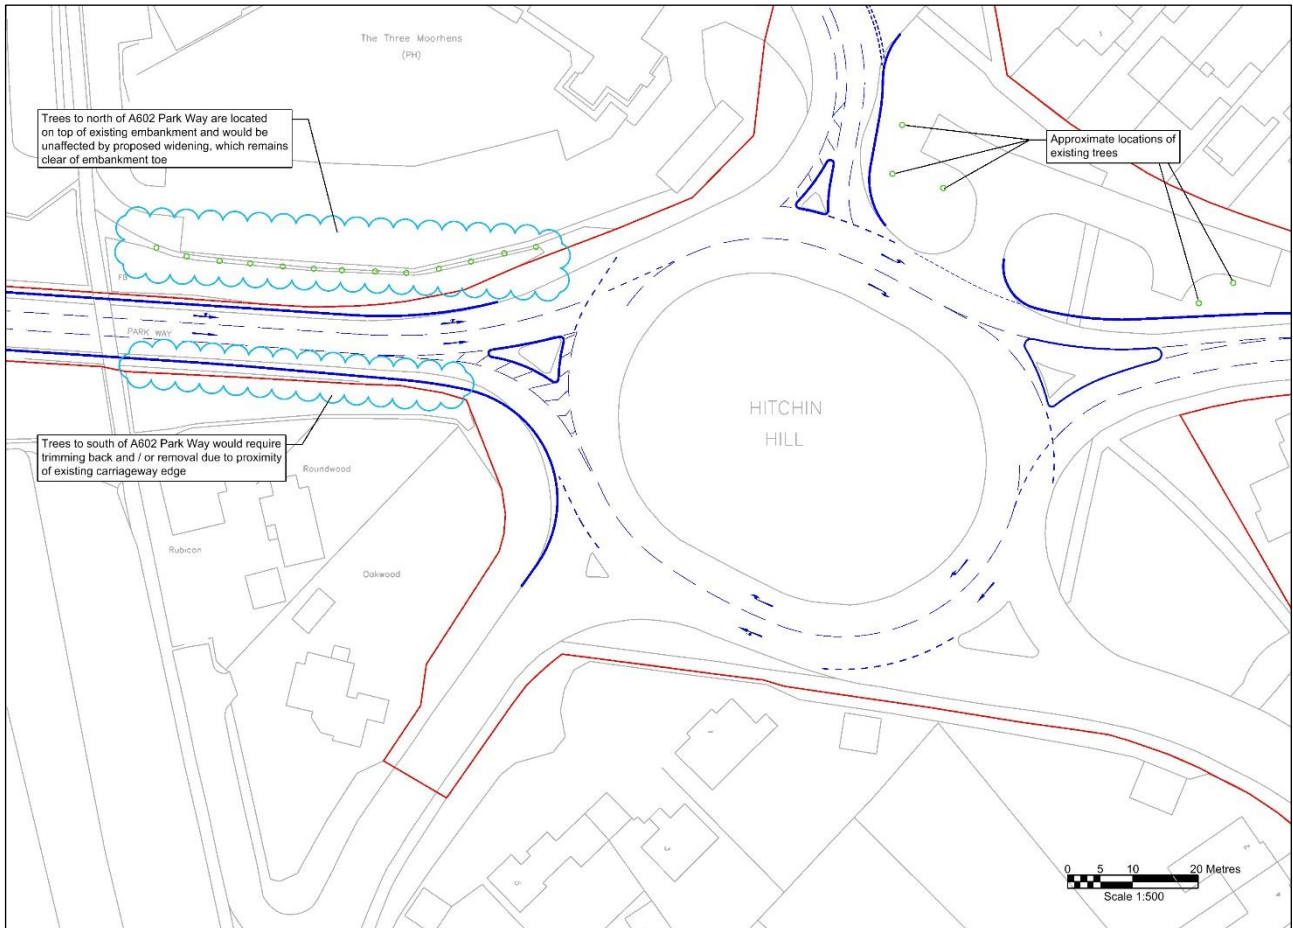 The Three Moorhens
(PH)
Trees to north of A602 Park Way are located
on top of existing embankment and would be
unaffected by proposed widening, which remains
clear of embankment toe
Approximate locations of
existing trees
1
FB
PARK WAY
HITCHIN
HILL
Trees to south of A602 Park Way would require
trimming back and / or removal due to proximity
of existing carriageway edge
Roundwood
Rubicon
Oakwood
0 5 10 20 Metres
Scale 1:500